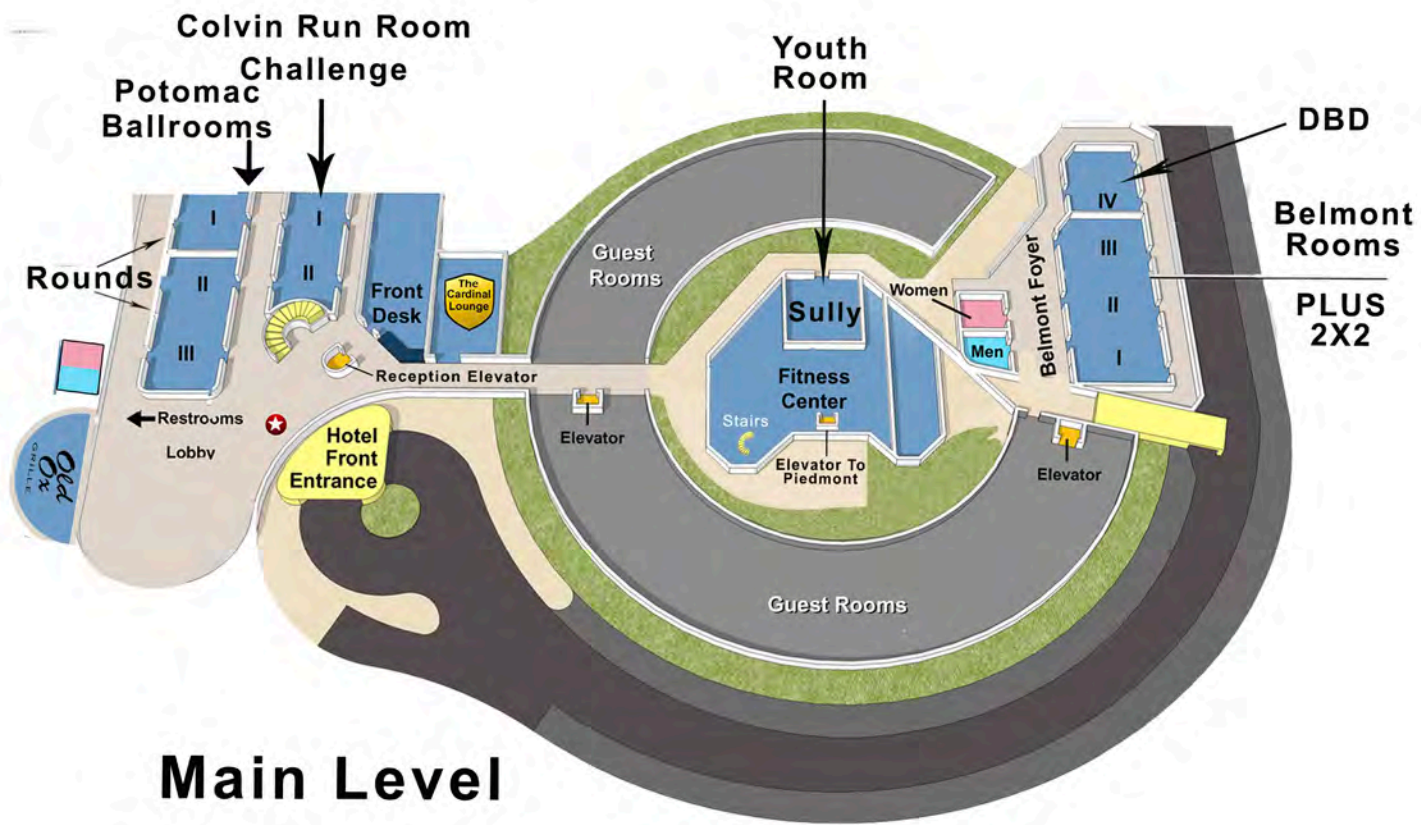 Colvin Run Room
Challenge
Potomac
Ballrooms
Youth
Room
DBD
Belmont
Rooms
PLUS
2X2
Rounds
I
II
III
I
II
Front
Desk
The
Cardinal
Lounge
Guest
Rooms
Sully
Women
Men
Belmont Foyer
IV
III
II
I
Reception Elevator
Restrooms
Lobby
Hotel
Front
Entrance
Old
Ox
GRILLE
Elevator
Fitness
Center
Stairs
Elevator To
Piedmont
Elevator
Guest Rooms
Main Level